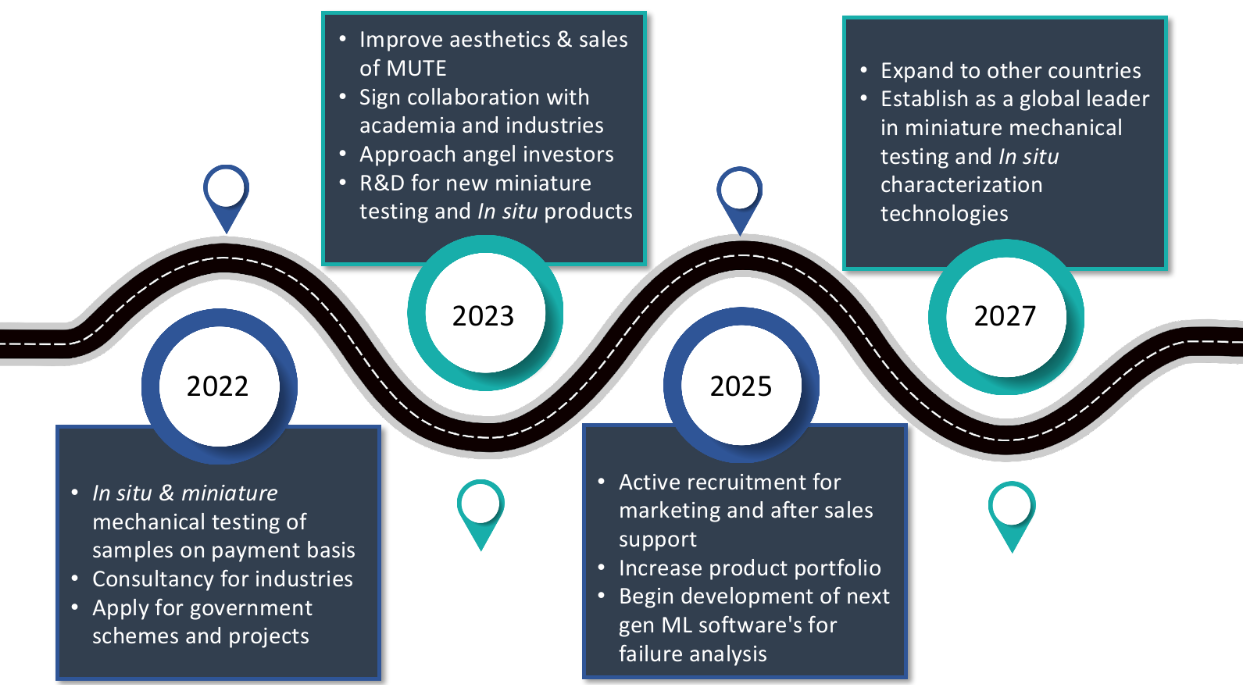 2022
• In situ & miniature
mechanical testing of
samples on payment basis
• Consultancy for industries
• Apply for government
schemes and projects
• Improve aesthetics & sales
of MUTE
• Sign collaboration with
academia and industries
• Approach angel investors
• R&D for new miniature
testing and In situ products
2023
2025
• Active recruitment for
marketing and after sales
support
• Increase product portfolio
• Begin development of next
gen ML software's for
failure analysis
• Expand to other countries
• Establish as a global leader
in miniature mechanical
testing and In situ
characterization
technologies
2027